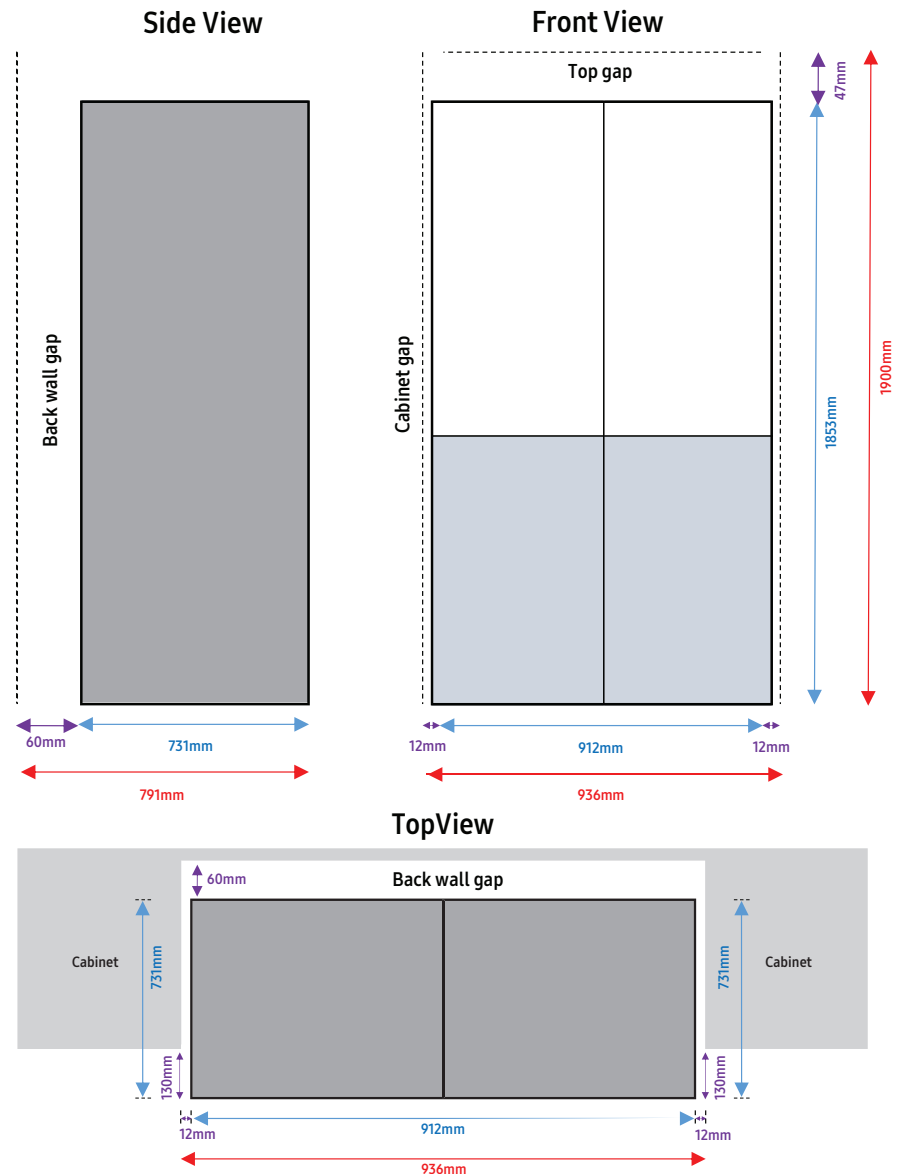 Side View
Front View
Top gap
47mm
Back wall gap
Cabinet gap
1853mm
1900mm
60mm
731mm
791mm
12mm
912mm
12mm
936mm
TopView
60mm
Back wall gap
Cabinet
731mm
731mm
Cabinet
130mm
130mm
12mm
912mm
12mm
936mm